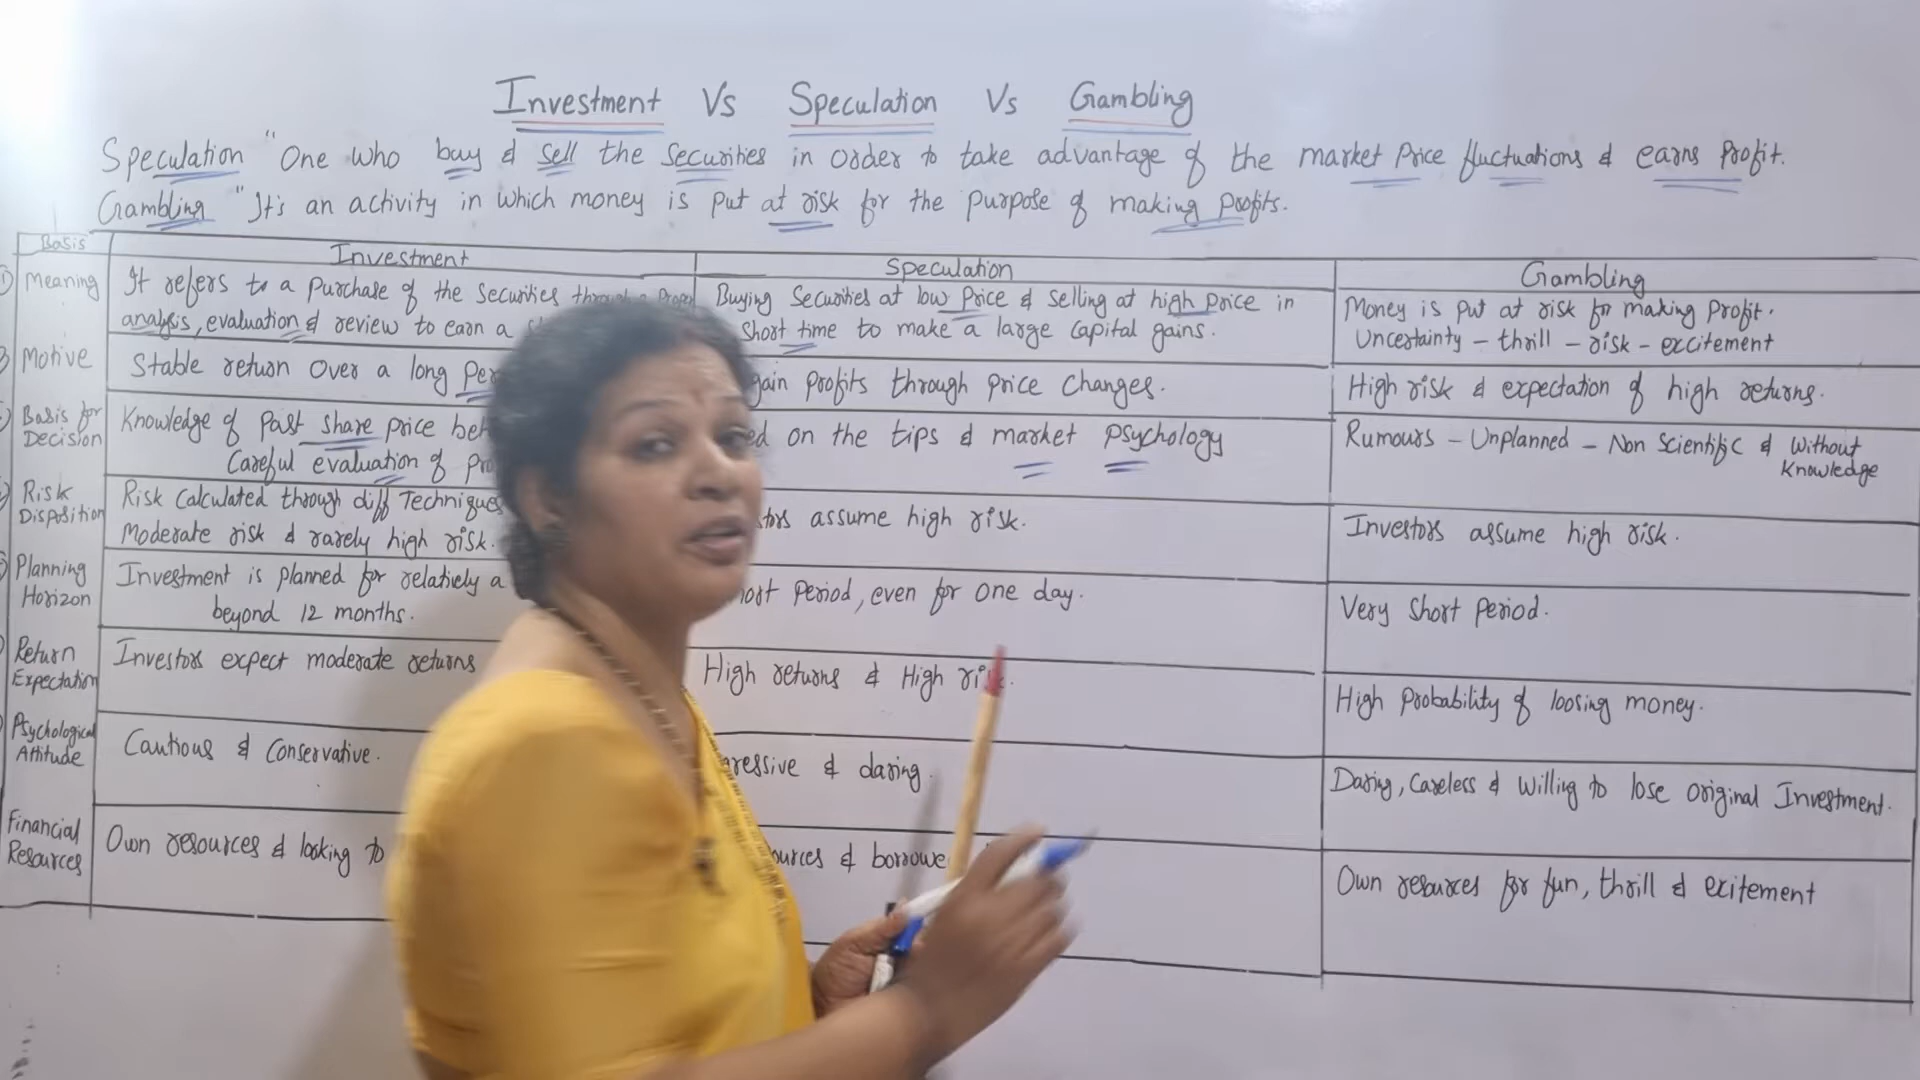 Investment Vs Speculation Vs Gambling
Speculation "One who buy & sell the securities in order to take advantage of the market price fluctuations & earns profit.
Gambling "It's an activity in which money is put at risk for the purpose of making profits.
Basis
Investment
Speculation
Gambling
Meaning
It refers to a purchase of the securities through a Proper
analysis, evaluation & review to earn a
Buying securities at low price & selling at high price in
short time to make a large capital gains.
Money is put at risk for making profit.
Uncertainty – thrill – risk – excitement
Motive
Stable return over a long
gain profits through price changes.
High risk & expectation of high returns.
Basis for
Decision
Knowledge of past share price
Careful evaluation of
on the tips & market psychology
Rumours – Unplanned – Non Scientific & Without
Knowledge
Risk
Disposition
Risk calculated through diff Techniques
Moderate risk & rarely high risk.
assume high risk.
Investors assume high risk.
Planning
Horizon
Investment is planned for relatiely a
beyond 12 months.
Period, even for one day.
Very short period.
Return
Expectation
Investors expect moderate returns
High returns & High risk.
High probability of loosing money.
Psychological
Attitude
Cautious & Conservative.
& daring.
Daring, Careless & Willing to lose original Investment.
Financial
Resources
Own resources & looking to
&
Own resources for fun, thrill & excitement